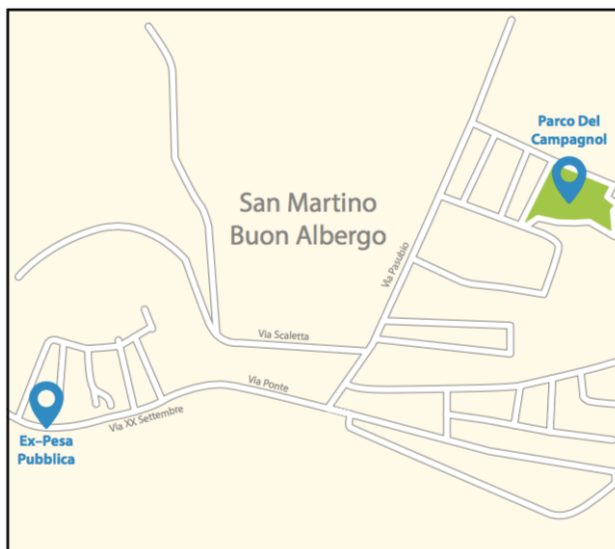 Parco Del
Campagnol
San Martino
Buon Albergo
Via Pasubio
Via Scaletta
Via Ponte
Via XX Settembre
Ex–Pesa
Pubblica